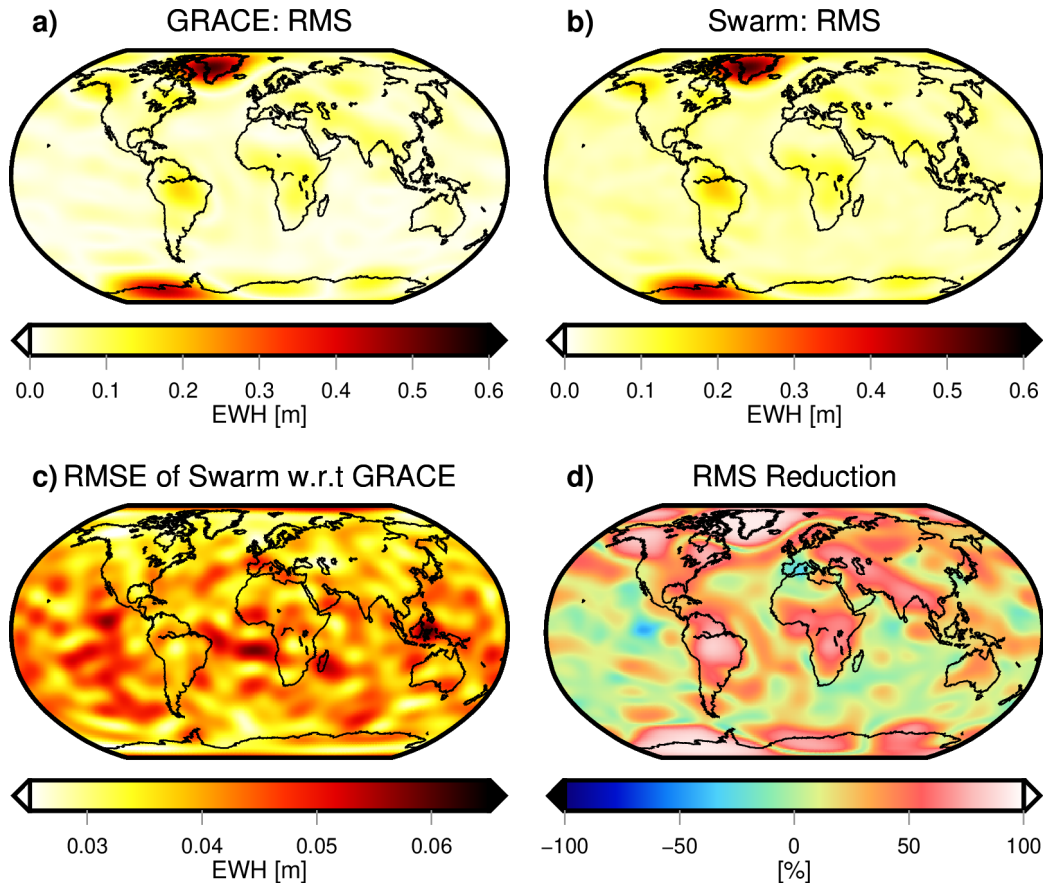 a) GRACE: RMS
b) Swarm: RMS
0.0 0.1 0.2 0.3 0.4 0.5 0.6
EWH [m]
0.0 0.1 0.2 0.3 0.4 0.5 0.6
EWH [m]
c) RMSE of Swarm w.r.t GRACE
d) RMS Reduction
0.03 0.04 0.05 0.06
EWH [m]
−100 −50 0 50 100
[%]